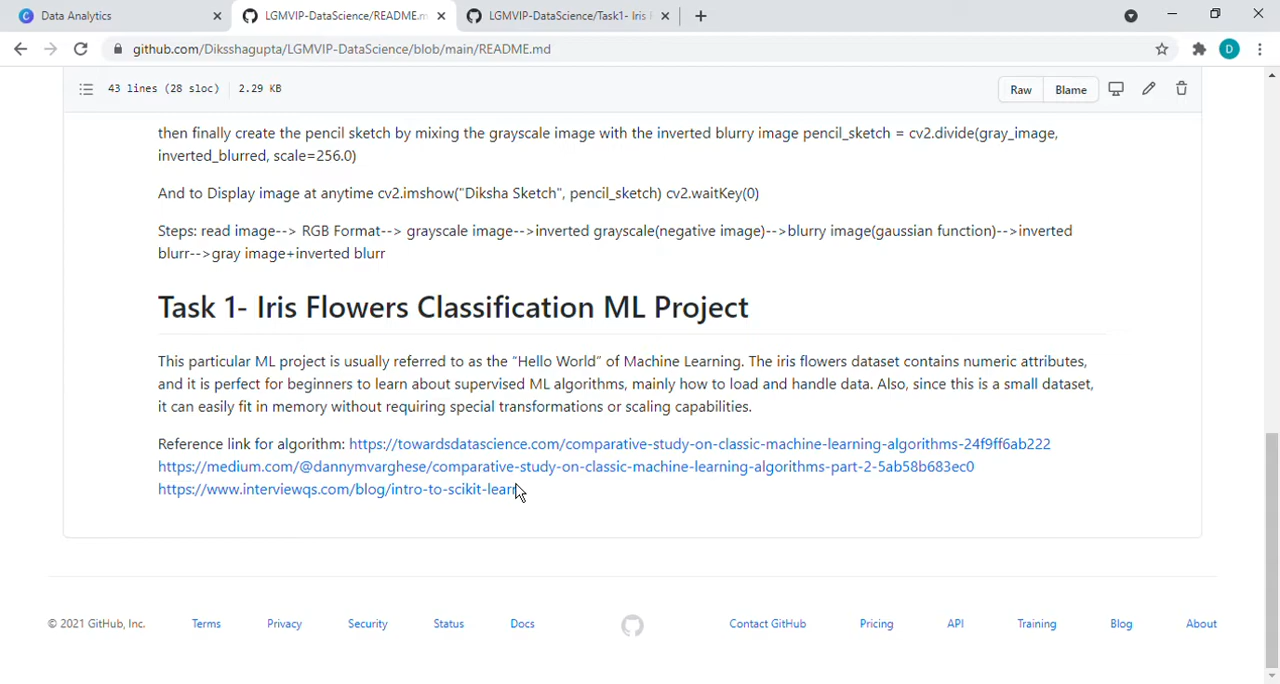 Data Analytics
LGMVIP-DataScience/README.m
LGMVIP-DataScience/Task1- Iris
github.com/Diksshagupta/LGMVIP-DataScience/blob/main/README.md
D
43 lines (28 sloc) 2.29 KB
Raw Blame
then finally create the pencil sketch by mixing the grayscale image with the inverted blurry image pencil_sketch = cv2.divide(gray_image,
inverted_blurred, scale=256.0)
And to Display image at anytime cv2.imshow("Diksha Sketch", pencil_sketch) cv2.waitKey(0)
Steps: read image--> RGB Format--> grayscale image-->inverted grayscale(negative image)-->blurry image(gaussian function)-->inverted
blurr-->gray image+inverted blurr
Task 1- Iris Flowers Classification ML Project
This particular ML project is usually referred to as the “Hello World” of Machine Learning. The iris flowers dataset contains numeric attributes,
and it is perfect for beginners to learn about supervised ML algorithms, mainly how to load and handle data. Also, since this is a small dataset,
it can easily fit in memory without requiring special transformations or scaling capabilities.
Reference link for algorithm: https://towardsdatascience.com/comparative-study-on-classic-machine-learning-algorithms-24f9ff6ab222
https://medium.com/@dannymvarghese/comparative-study-on-classic-machine-learning-algorithms-part-2-5ab58b683ec0
https://www.interviewqs.com/blog/intro-to-scikit-learn
© 2021 GitHub, Inc. Terms Privacy Security Status Docs Contact GitHub Pricing API Training Blog About